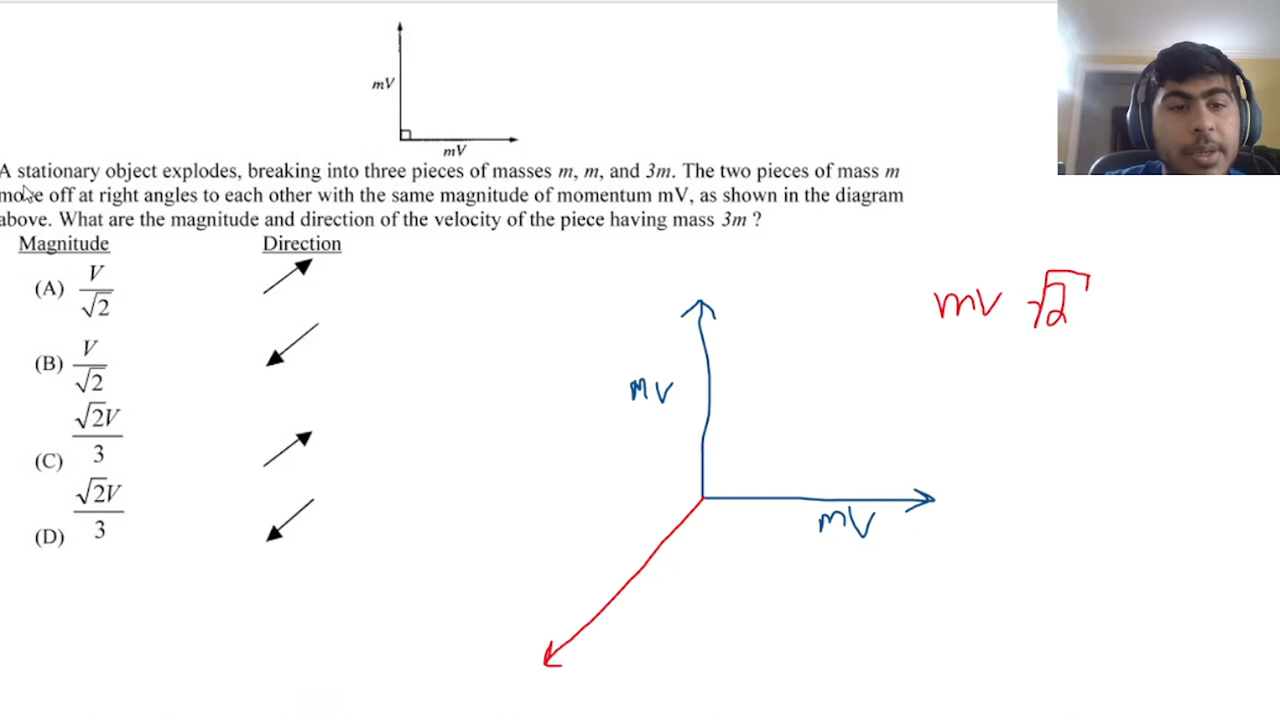 mV
mV
A stationary object explodes, breaking into three pieces of masses m, m, and 3m. The two pieces of mass m
move off at right angles to each other with the same magnitude of momentum mV, as shown in the diagram
above. What are the magnitude and direction of the velocity of the piece having mass 3m ?
Magnitude Direction
(A) V/√2
(B) V/√2
(C) √2V/3
(D) √2V/3
mv √2
mv
mv